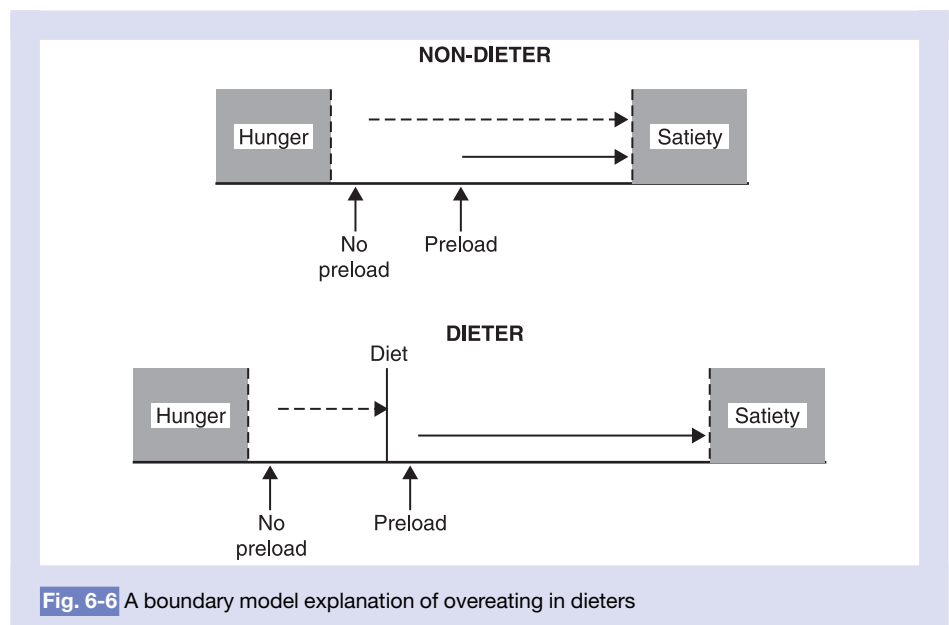 NON-DIETER
Hunger
Satiety
No
preload
Preload
DIETER
Diet
Hunger
Satiety
No
preload
Preload
Fig. 6-6 A boundary model explanation of overeating in dieters